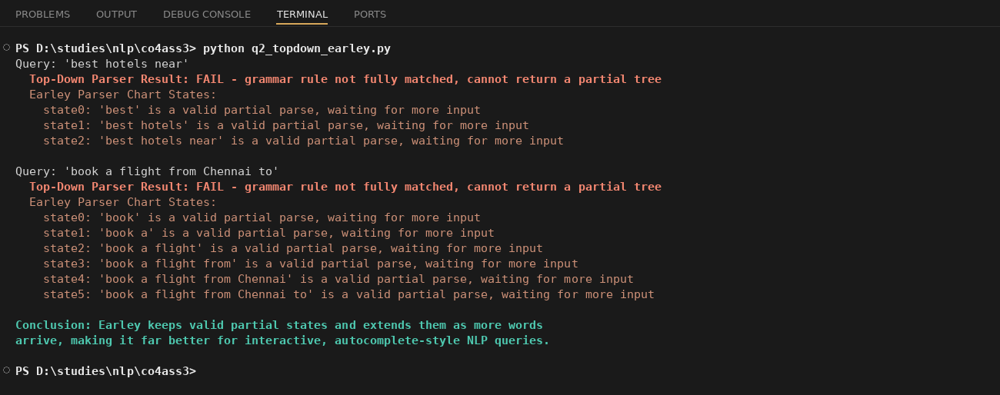 PROBLEMS OUTPUT DEBUG CONSOLE TERMINAL PORTS
PS D:\studies\nlp\co4ass3> python q2_topdown_earley.py
Query: 'best hotels near'
Top-Down Parser Result: FAIL - grammar rule not fully matched, cannot return a partial tree
Earley Parser Chart States:
state0: 'best' is a valid partial parse, waiting for more input
state1: 'best hotels' is a valid partial parse, waiting for more input
state2: 'best hotels near' is a valid partial parse, waiting for more input
Query: 'book a flight from Chennai to'
Top-Down Parser Result: FAIL - grammar rule not fully matched, cannot return a partial tree
Earley Parser Chart States:
state0: 'book' is a valid partial parse, waiting for more input
state1: 'book a' is a valid partial parse, waiting for more input
state2: 'book a flight' is a valid partial parse, waiting for more input
state3: 'book a flight from' is a valid partial parse, waiting for more input
state4: 'book a flight from Chennai' is a valid partial parse, waiting for more input
state5: 'book a flight from Chennai to' is a valid partial parse, waiting for more input
Conclusion: Earley keeps valid partial states and extends them as more words
arrive, making it far better for interactive, autocomplete-style NLP queries.
PS D:\studies\nlp\co4ass3>